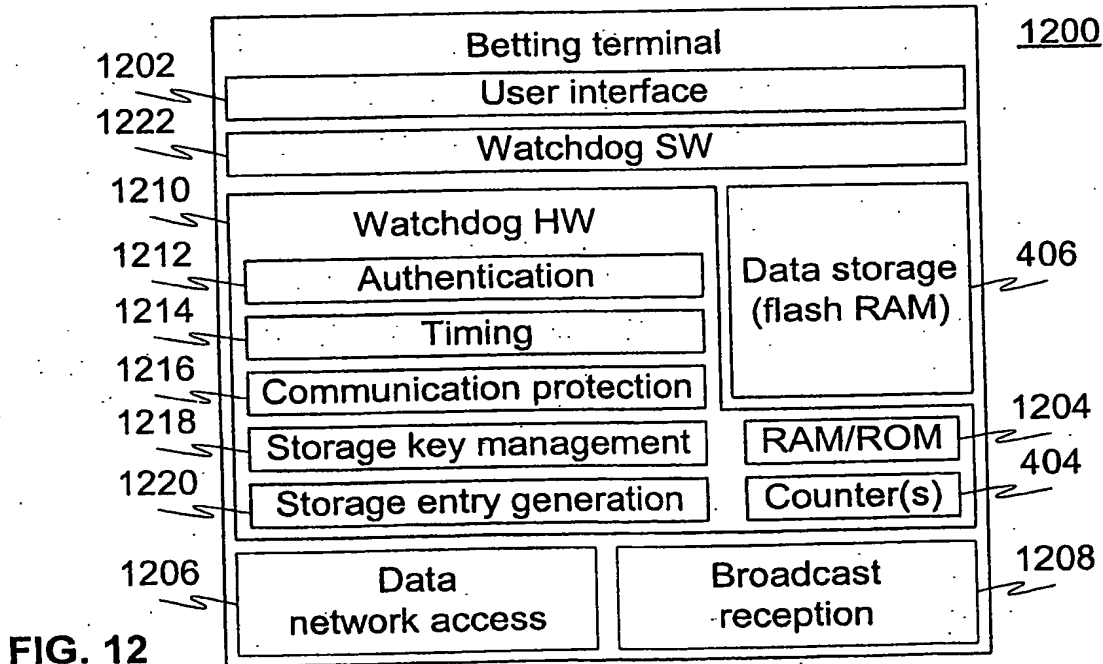 Betting terminal
1200
1202
User interface
1222
Watchdog SW
1210
Watchdog HW
1212
Authentication
1214
Timing
1216
Communication protection
1218
Storage key management
1220
Storage entry generation
Data storage
(flash RAM)
406
RAM/ROM
1204
Counter(s)
404
1206
Data
network access
Broadcast
reception
1208
FIG. 12